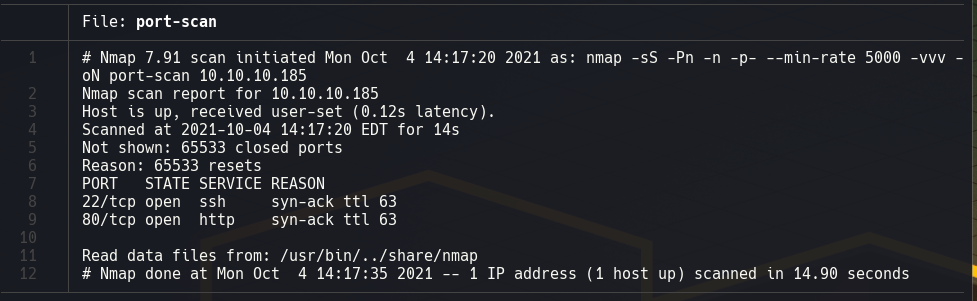 File: port-scan
1 # Nmap 7.91 scan initiated Mon Oct  4 14:17:20 2021 as: nmap -sS -Pn -n -p- --min-rate 5000 -vvv -
oN port-scan 10.10.10.185
2 Nmap scan report for 10.10.10.185
3 Host is up, received user-set (0.12s latency).
4 Scanned at 2021-10-04 14:17:20 EDT for 14s
5 Not shown: 65533 closed ports
6 Reason: 65533 resets
7 PORT   STATE SERVICE REASON
8 22/tcp open  ssh     syn-ack ttl 63
9 80/tcp open  http    syn-ack ttl 63
10
11 Read data files from: /usr/bin/../share/nmap
12 # Nmap done at Mon Oct  4 14:17:35 2021 -- 1 IP address (1 host up) scanned in 14.90 seconds